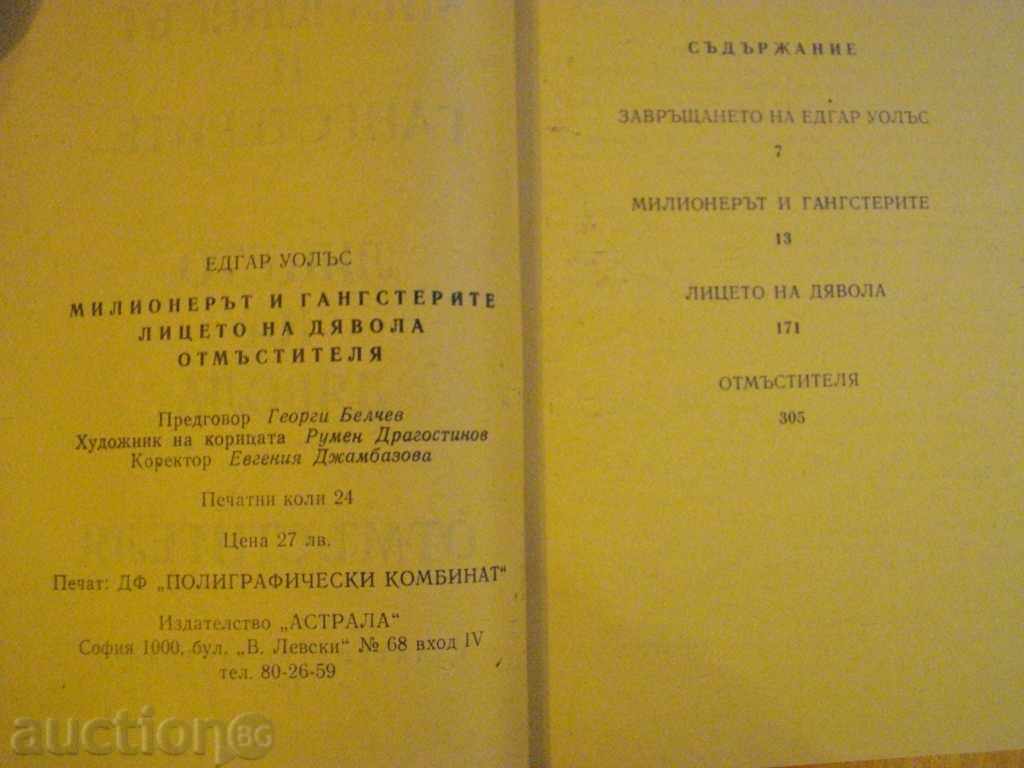 ЕДГАР УОЛЪС
МИЛИОНЕРЪТ И ГАНГСТЕРИТЕ
ЛИЦЕТО НА ДЯВОЛА
ОТМЪСТИТЕЛЯ
Предговор Георги Белчев
Художник на корицата Румен Драгостинов
Коректор Евгения Джамбазова
Печатни коли 24
Цена 27 лв.
Печат: ДФ „ПОЛИГРАФИЧЕСКИ КОМБИНАТ“
Издателство „АСТРАЛА“
София 1000, бул. „В. Левски“ № 68 вход IV
тел. 80-26-59
СЪДЪРЖАНИЕ
ЗАВРЪЩАНЕТО НА ЕДГАР УОЛЪС
7
МИЛИОНЕРЪТ И ГАНГСТЕРИТЕ
13
ЛИЦЕТО НА ДЯВОЛА
171
ОТМЪСТИТЕЛЯ
305
auction BG